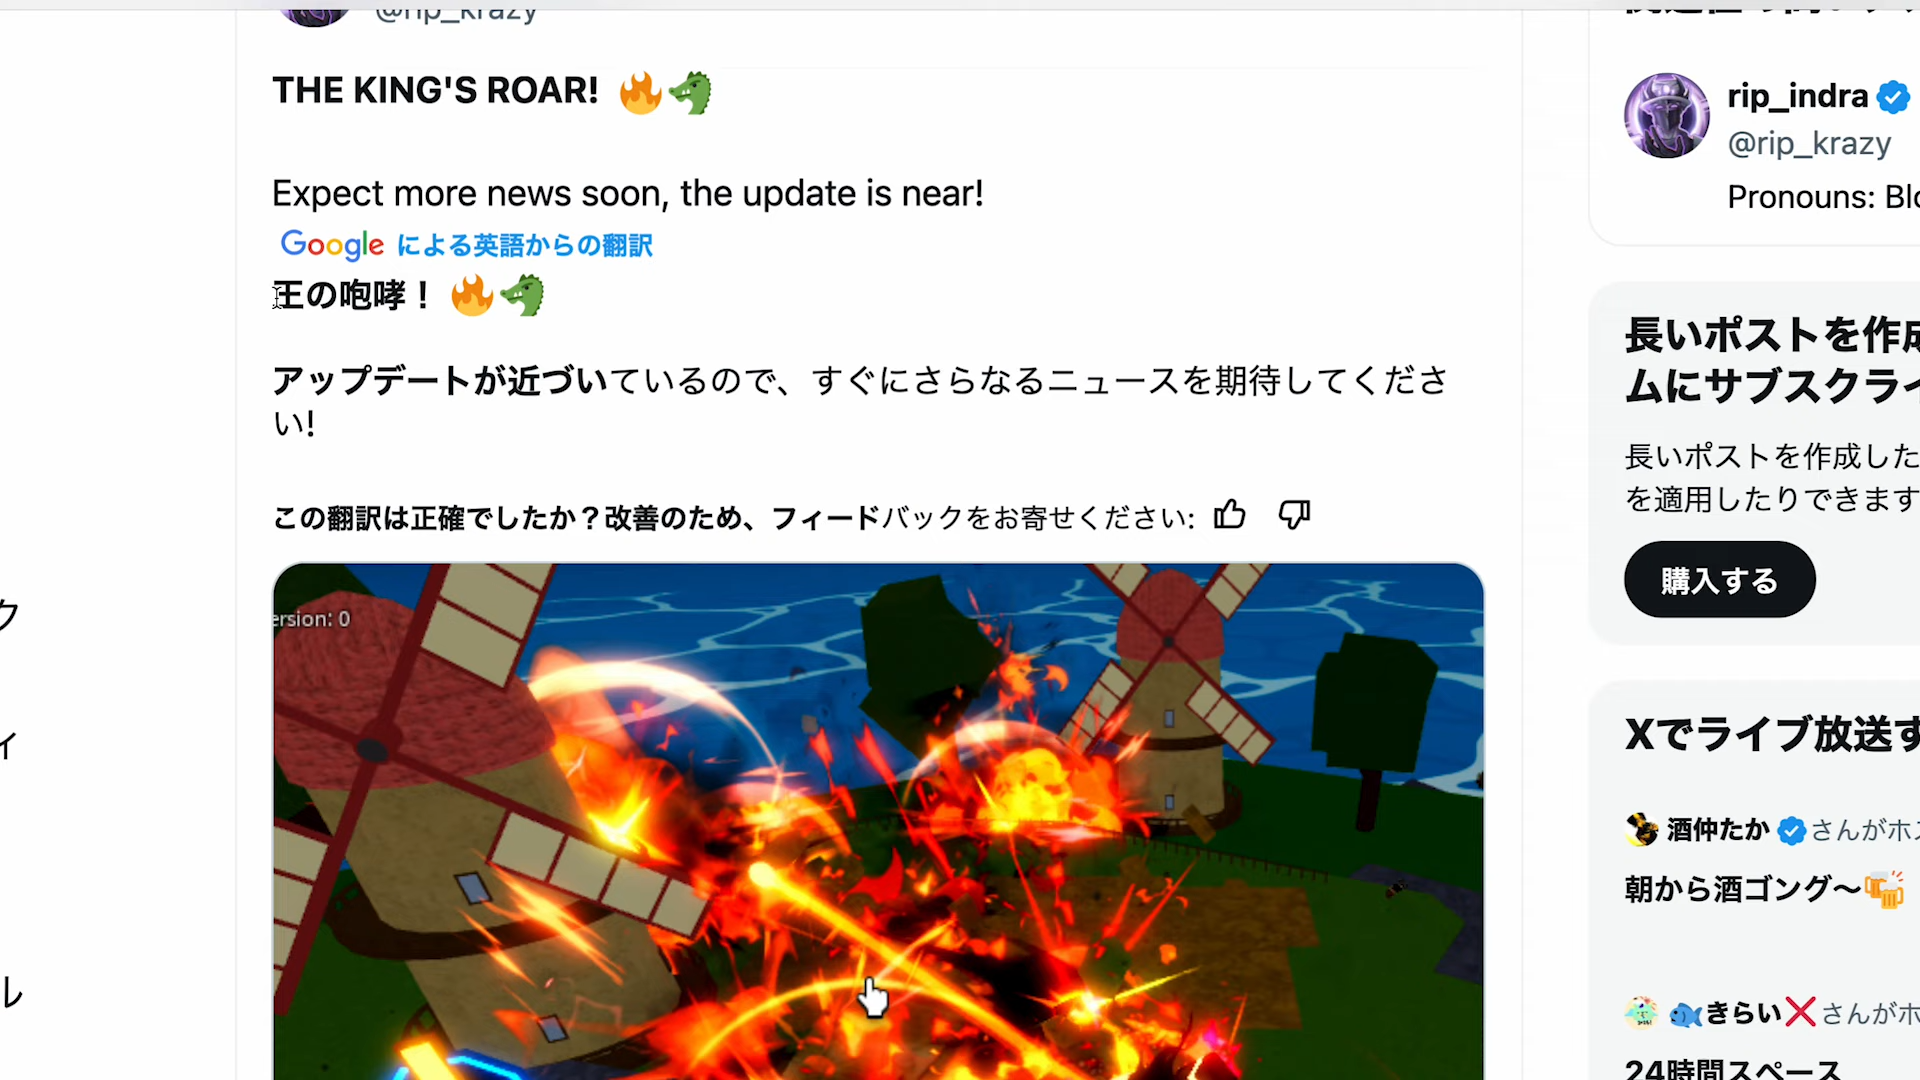 @rip_krazy
THE KING'S ROAR! 🔥🐲
Expect more news soon, the update is near!
Google による英語からの翻訳
王の咆哮！ 🔥🐲
アップデートが近づいているので、すぐにさらなるニュースを期待してくださ
い!
この翻訳は正確でしたか？改善のため、フィードバックをお寄せください:
ersion: 0
ク
ィ
ル
rip_indra
@rip_krazy
Pronouns: Blo
長いポストを作成
ムにサブスクライ
長いポストを作成した
を適用したりできます
購入する
Xでライブ放送す
酒仲たか さんがホス
朝から酒ゴング〜🍻
🐟きらい❌さんがホ
24時間スペース